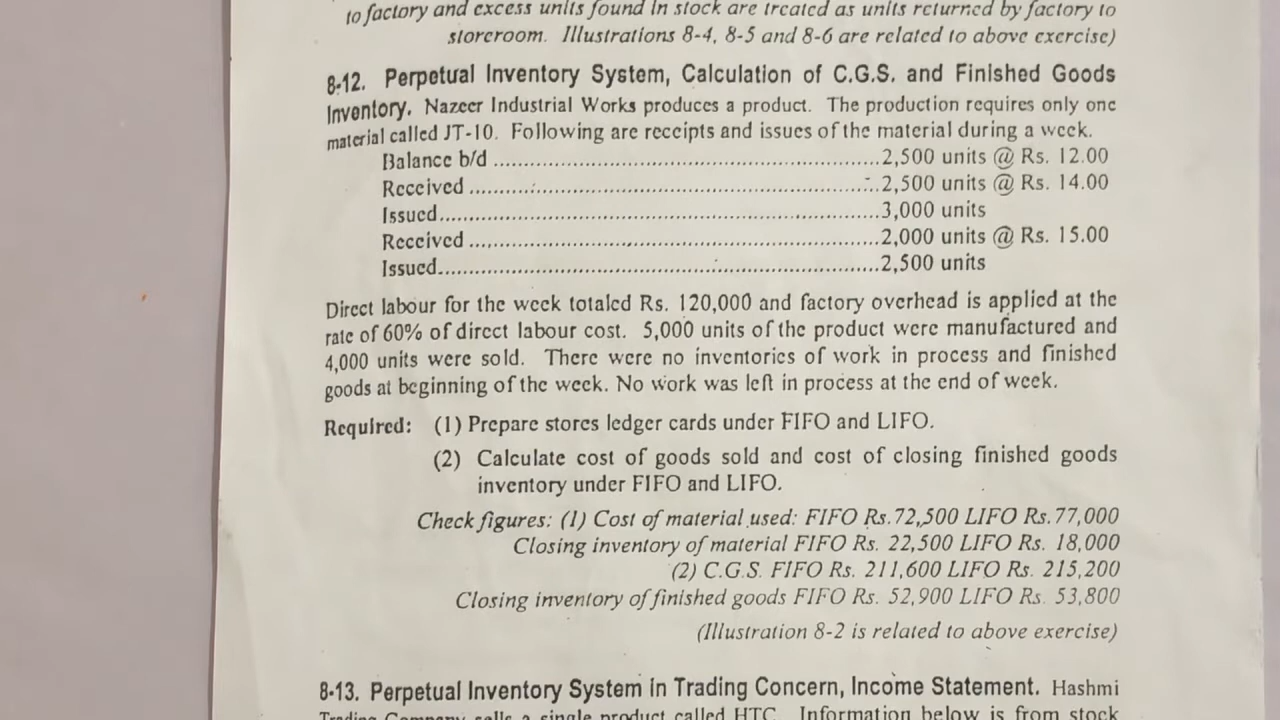 to factory and excess units found in stock are treated as units returned by factory to
storeroom. Illustrations 8-4, 8-5 and 8-6 are related to above exercise)
8-12. Perpetual Inventory System, Calculation of C.G.S. and Finished Goods
Inventory. Nazeer Industrial Works produces a product. The production requires only one
material called JT-10. Following are receipts and issues of the material during a week.
Balance b/d ............................................................2,500 units @ Rs. 12.00
Received ................................................................2,500 units @ Rs. 14.00
Issued.....................................................................3,000 units
Received ................................................................2,000 units @ Rs. 15.00
Issued.....................................................................2,500 units
Direct labour for the week totaled Rs. 120,000 and factory overhead is applied at the
rate of 60% of direct labour cost. 5,000 units of the product were manufactured and
4,000 units were sold. There were no inventories of work in process and finished
goods at beginning of the week. No work was left in process at the end of week.
Required: (1) Prepare stores ledger cards under FIFO and LIFO.
(2) Calculate cost of goods sold and cost of closing finished goods
inventory under FIFO and LIFO.
Check figures: (1) Cost of material used: FIFO Rs.72,500 LIFO Rs.77,000
Closing inventory of material FIFO Rs. 22,500 LIFO Rs. 18,000
(2) C.G.S. FIFO Rs. 211,600 LIFO Rs. 215,200
Closing inventory of finished goods FIFO Rs. 52,900 LIFO Rs. 53,800
(Illustration 8-2 is related to above exercise)
8-13. Perpetual Inventory System in Trading Concern, Income Statement. Hashmi
Trading Company sells a single product called HTC. Information below is from stock